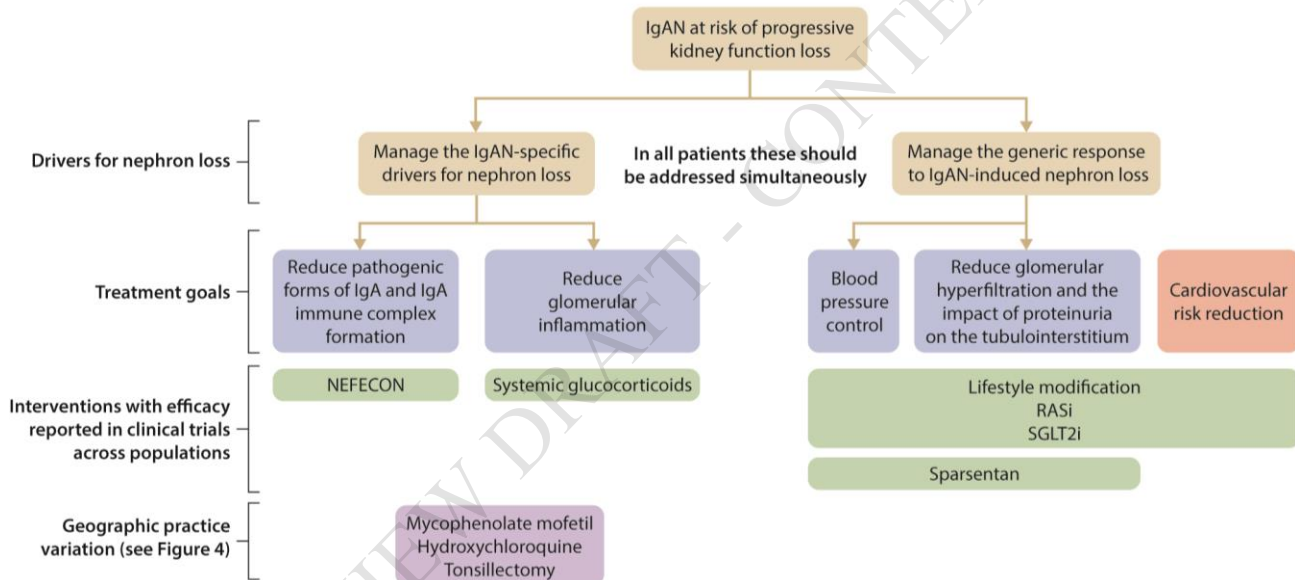 IgAN at risk of progressive
kidney function loss
Drivers for nephron loss
Manage the IgAN-specific
drivers for nephron loss
In all patients these should
be addressed simultaneously
Manage the generic response
to IgAN-induced nephron loss
Treatment goals
Reduce pathogenic
forms of IgA and IgA
immune complex
formation
Reduce
glomerular
inflammation
Blood
pressure
control
Reduce glomerular
hyperfiltration and the
impact of proteinuria
on the tubulointerstitium
Cardiovascular
risk reduction
Interventions with efficacy
reported in clinical trials
across populations
NEFECON
Systemic glucocorticoids
Lifestyle modification
RASi
SGLT2i
Sparsentan
Geographic practice
variation (see Figure 4)
Mycophenolate mofetil
Hydroxychloroquine
Tonsillectomy
DRAFT -